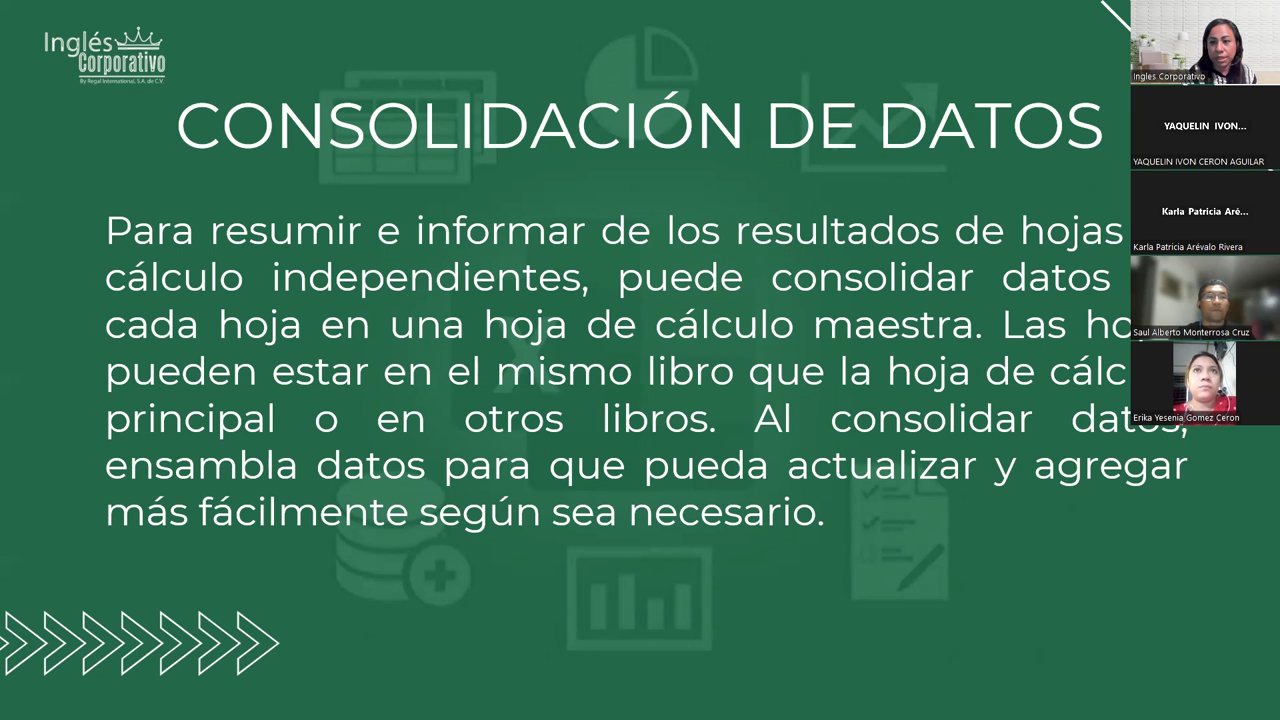 Inglés
Corporativo
By Regal International, S.A. de C.V.
CONSOLIDACIÓN DE DATOS
Para resumir e informar de los resultados de hojas
cálculo independientes, puede consolidar datos
cada hoja en una hoja de cálculo maestra. Las ho
pueden estar en el mismo libro que la hoja de cálc
principal o en otros libros. Al consolidar datos,
ensambla datos para que pueda actualizar y agregar
más fácilmente según sea necesario.
Ingles Corporativo
YAQUELIN IVON...
YAQUELIN IVON CERON AGUILAR
Karla Patricia Aré...
Karla Patricia Arévalo Rivera
Saul Alberto Monterrosa Cruz
Erika Yesenia Gomez Ceron